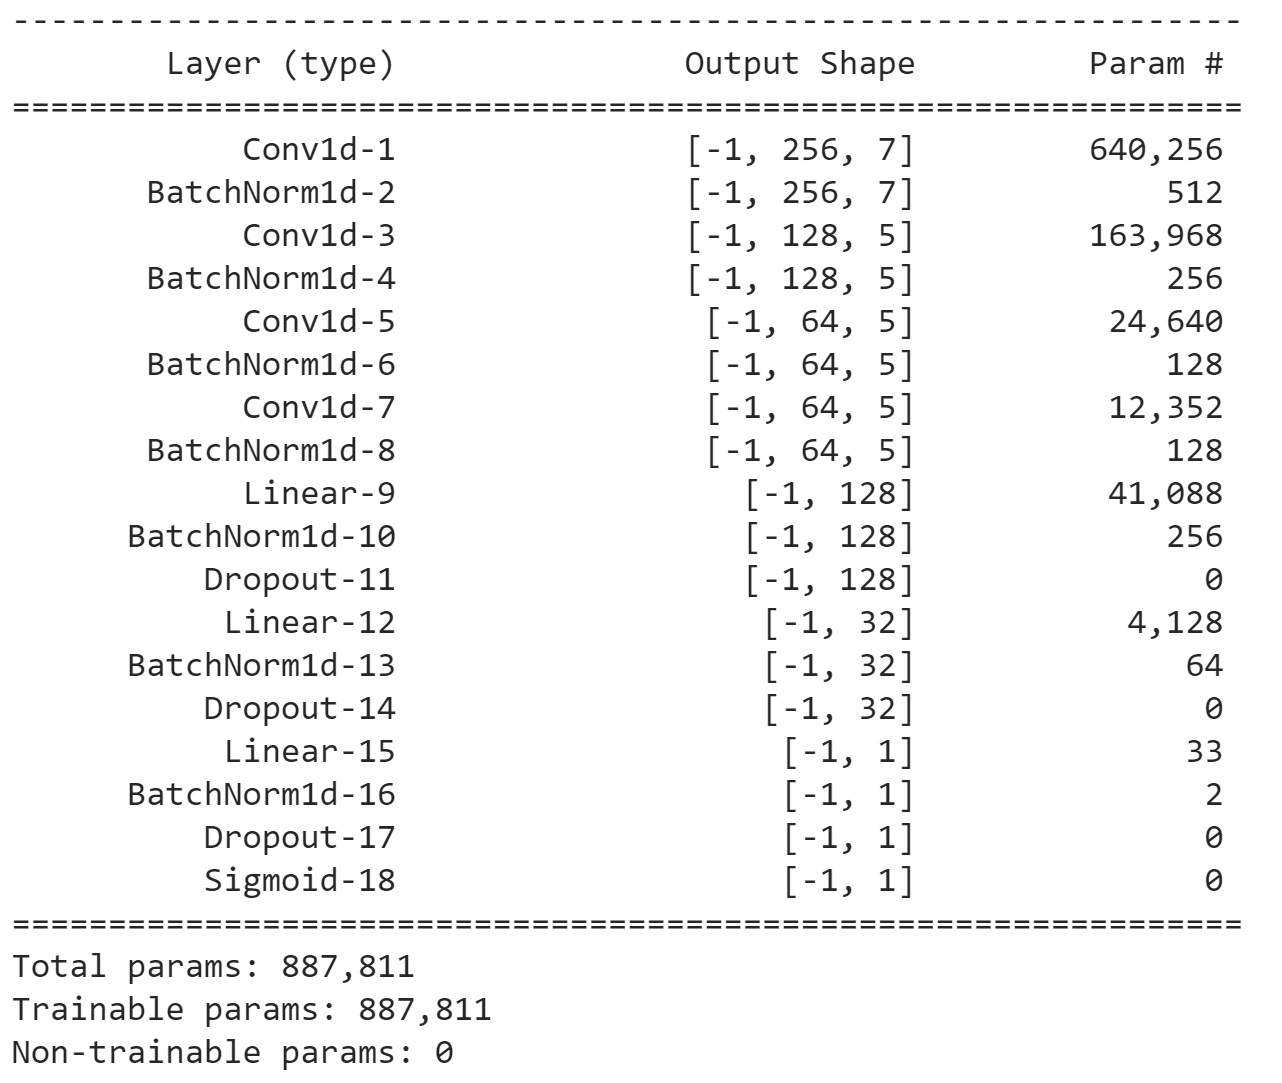 ----------------------------------------------------------------
Layer (type) Output Shape Param #
================================================================
Conv1d-1 [-1, 256, 7] 640,256
BatchNorm1d-2 [-1, 256, 7] 512
Conv1d-3 [-1, 128, 5] 163,968
BatchNorm1d-4 [-1, 128, 5] 256
Conv1d-5 [-1, 64, 5] 24,640
BatchNorm1d-6 [-1, 64, 5] 128
Conv1d-7 [-1, 64, 5] 12,352
BatchNorm1d-8 [-1, 64, 5] 128
Linear-9 [-1, 128] 41,088
BatchNorm1d-10 [-1, 128] 256
Dropout-11 [-1, 128] 0
Linear-12 [-1, 32] 4,128
BatchNorm1d-13 [-1, 32] 64
Dropout-14 [-1, 32] 0
Linear-15 [-1, 1] 33
BatchNorm1d-16 [-1, 1] 2
Dropout-17 [-1, 1] 0
Sigmoid-18 [-1, 1] 0
================================================================
Total params: 887,811
Trainable params: 887,811
Non-trainable params: 0